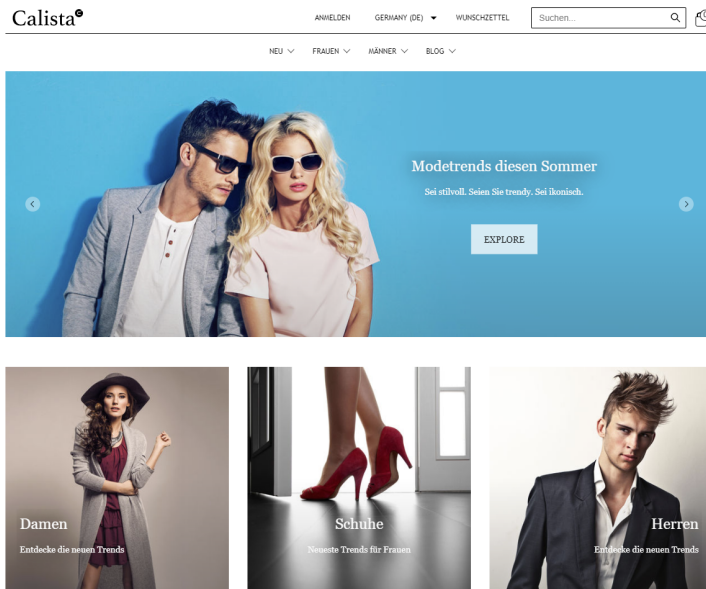 Calista
ANMELDEN GERMANY (DE) WUNSCHZETTEL Suchen...
NEU FRAUEN MÄNNER BLOG
Modetrends diesen Sommer
Sei stilvoll. Seien Sie trendy. Sei ikonisch.
EXPLORE
Damen
Entdecke die neuen Trends
Schuhe
Neueste Trends für Frauen
Herren
Entdecke die neuen Trends